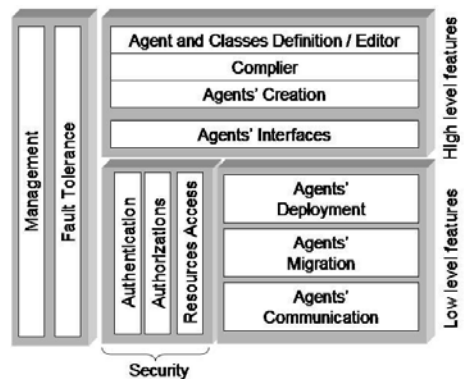 Management
Fault Tolerance
Agent and Classes Definition / Editor
Complier
Agents' Creation
Agents' Interfaces
HIgh level features
Authentication
Authorizations
Resources Access
Security
Agents'
Deployment
Agents'
Migration
Agents'
Communication
Low level features